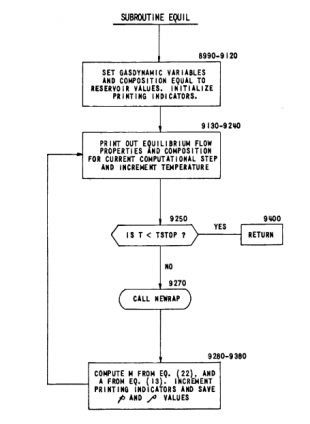 SUBROUTINE EQUIL
8990-9120
SET GASDYNAMIC VARIABLES
AND COMPOSITION EQUAL TO
RESERVOIR VALUES. INITIALIZE
PRINTING INDICATORS.
9130-9240
PRINT OUT EQUILIBRIUM FLOW
PROPERTIES AND COMPOSITION
FOR CURRENT COMPUTATIONAL STEP
AND INCREMENT TEMPERATURE
9250
IS T < TSTOP ?
YES
9400
RETURN
NO
9270
CALL NEWRAP
9280-9380
COMPUTE M FROM EQ. (22), AND
A FROM EQ. (13). INCREMENT
PRINTING INDICATORS AND SAVE
p AND ρ VALUES